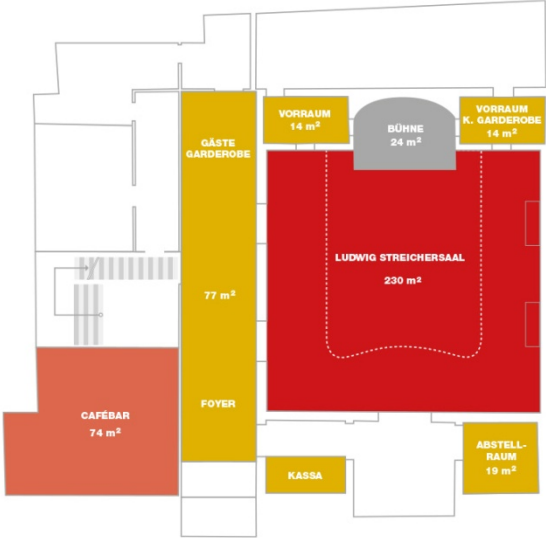 VORRAUM
14 m²
BÜHNE
24 m²
VORRAUM
K. GARDEROBE
14 m²
GÄSTE
GARDEROBE
LUDWIG STREICHERSAAL
230 m²
77 m²
FOYER
CAFÉBAR
74 m²
KASSA
ABSTELL-
RAUM
19 m²